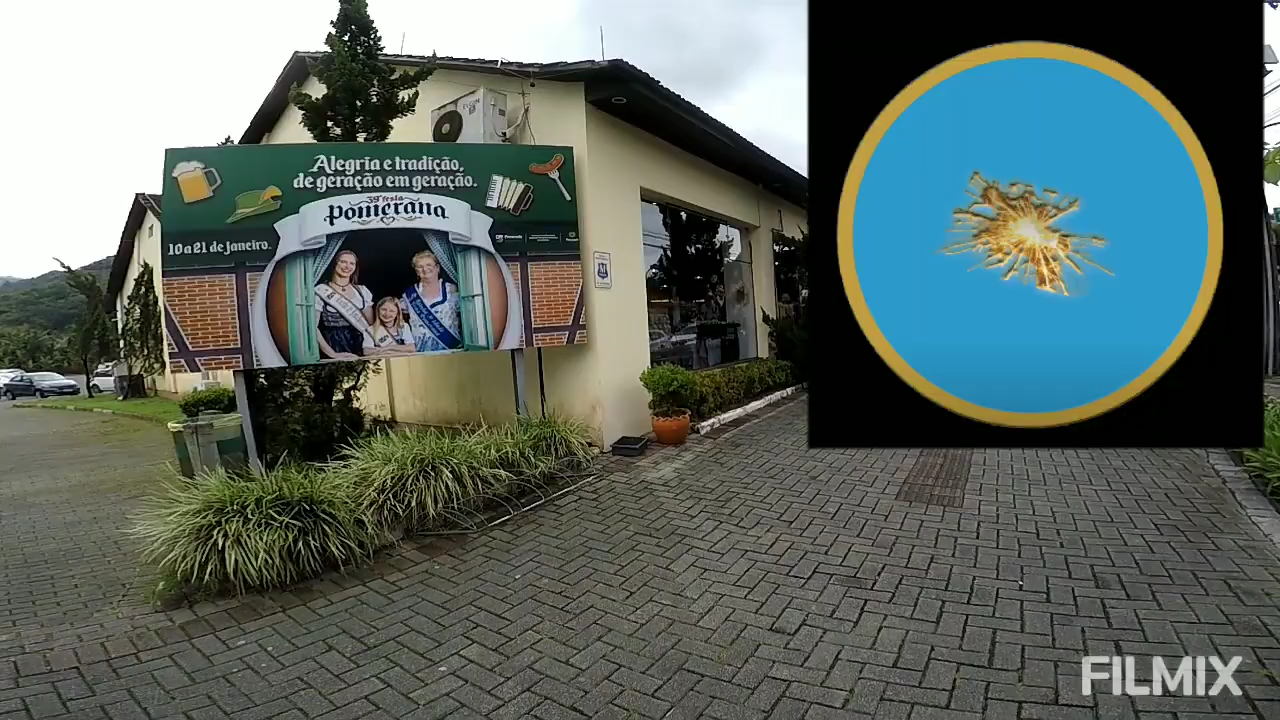 Alegria e tradição,
de geração em geração.
39ª festa
Pomerana
10 a 21 de janeiro.
FILMIX